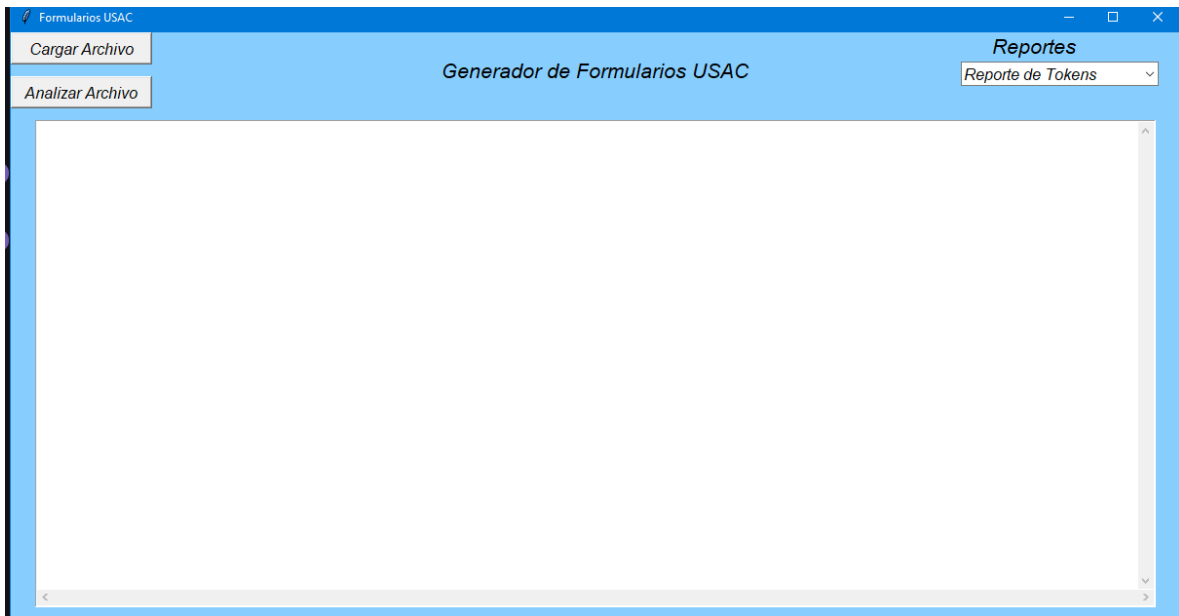 Formularios USAC
Cargar Archivo
Reportes
Generador de Formularios USAC
Reporte de Tokens
Analizar Archivo